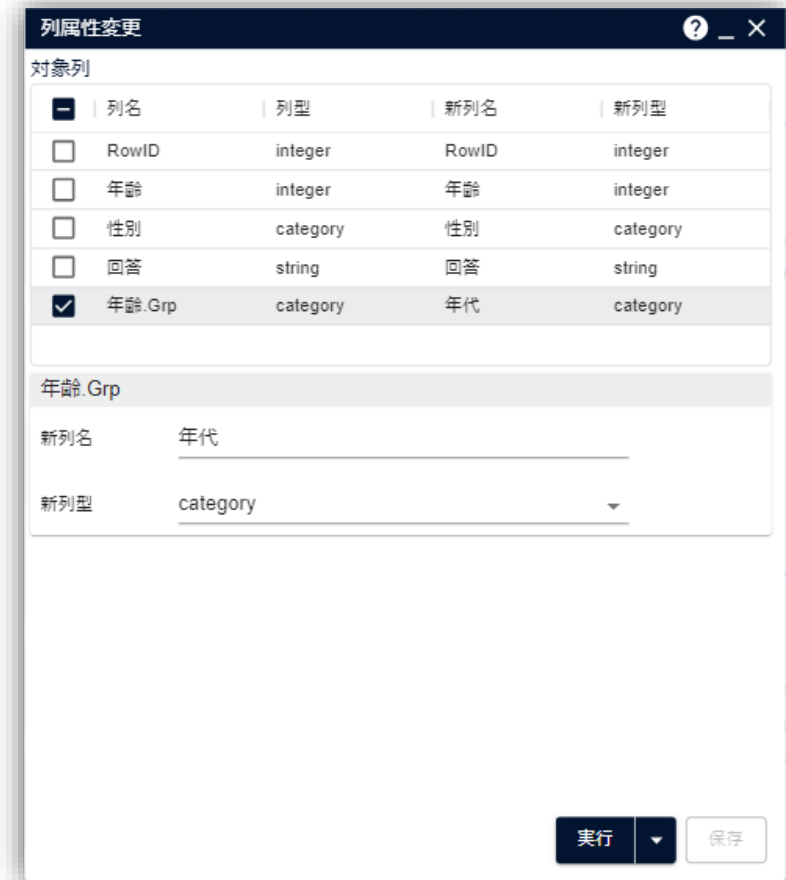 列属性変更
対象列
列名 列型 新列名 新列型
RowID integer RowID integer
年齢 integer 年齢 integer
性別 category 性別 category
回答 string 回答 string
年齢.Grp category 年代 category
年齢.Grp
新列名 年代
新列型 category
実行 保存